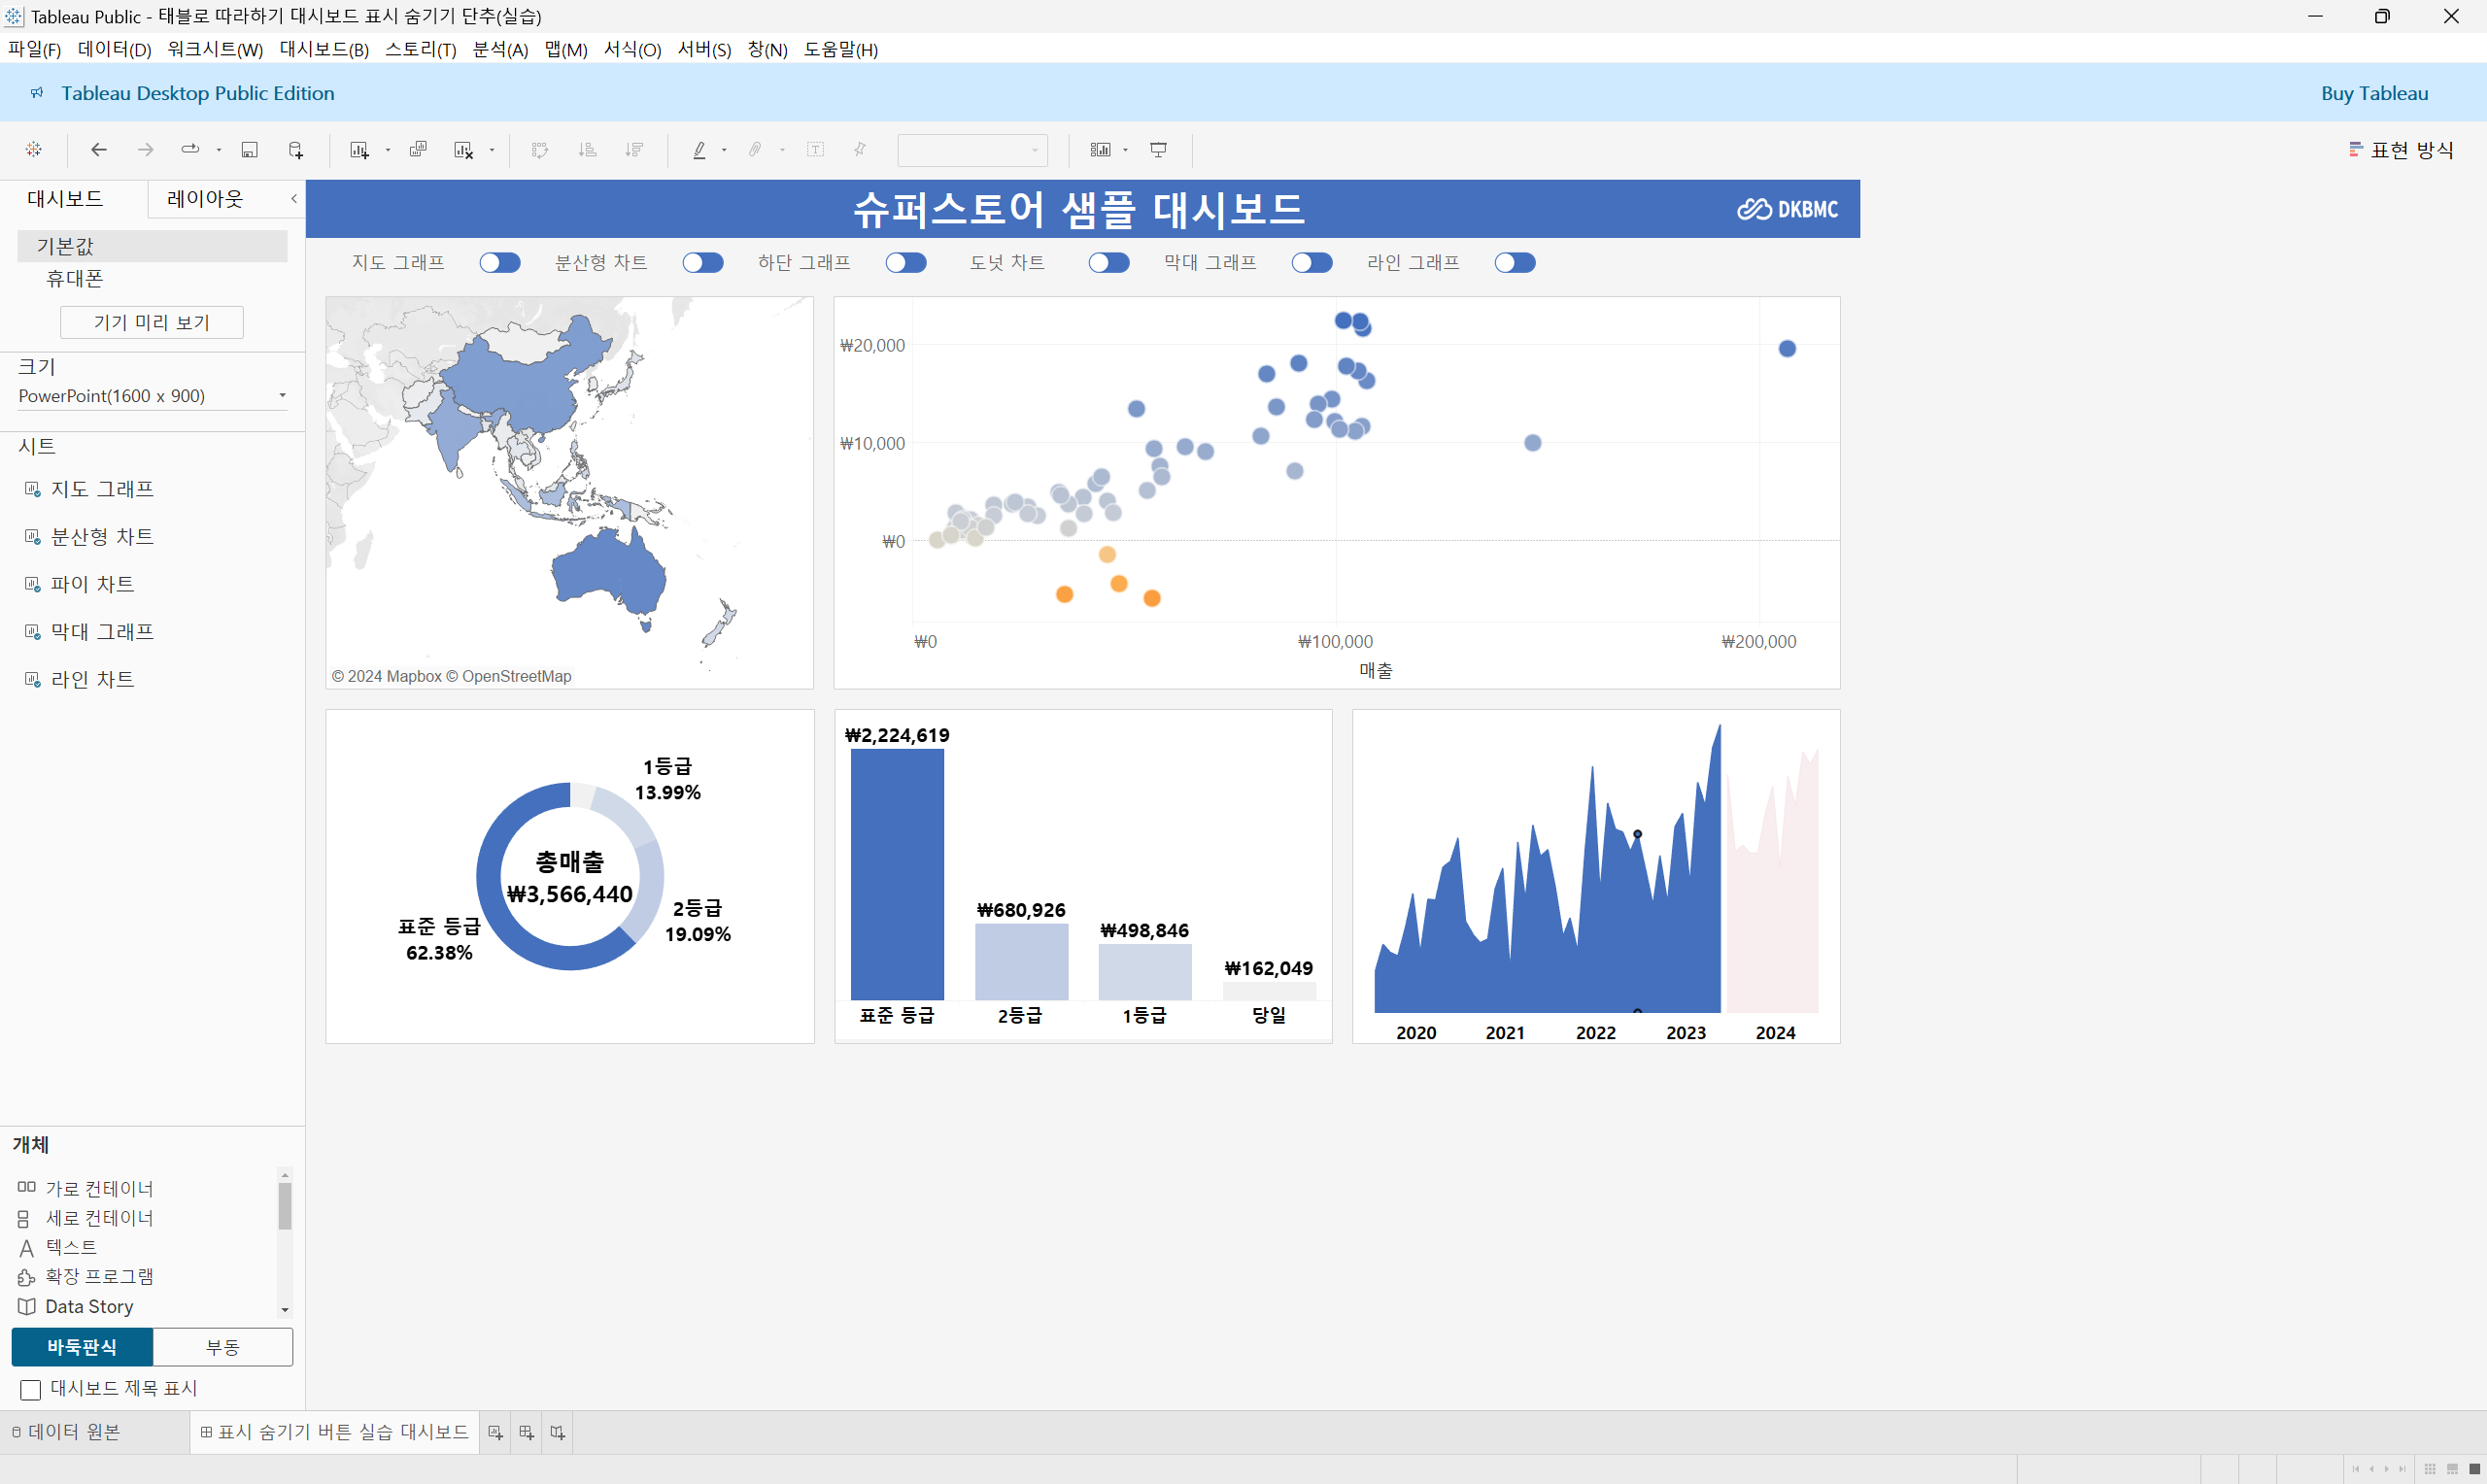 Tableau Public - 태블로 따라하기 대시보드 표시 숨기기 단추(실습)
파일(F) 데이터(D) 워크시트(W) 대시보드(B) 스토리(T) 분석(A) 맵(M) 서식(O) 서버(S) 창(N) 도움말(H)
Tableau Desktop Public Edition
Buy Tableau
표현 방식
대시보드
레이아웃
기본값
휴대폰
기기 미리 보기
크기
PowerPoint(1600 x 900)
시트
지도 그래프
분산형 차트
파이 차트
막대 그래프
라인 차트
개체
가로 컨테이너
세로 컨테이너
텍스트
확장 프로그램
Data Story
바둑판식
부동
대시보드 제목 표시
슈퍼스토어 샘플 대시보드
DKBMC
지도 그래프
분산형 차트
하단 그래프
도넛 차트
막대 그래프
라인 그래프
© 2024 Mapbox © OpenStreetMap
₩20,000
₩10,000
₩0
₩0
₩100,000
₩200,000
매출
1등급
13.99%
총매출
₩3,566,440
2등급
19.09%
표준 등급
62.38%
₩2,224,619
₩680,926
₩498,846
₩162,049
표준 등급
2등급
1등급
당일
2020
2021
2022
2023
2024
데이터 원본
표시 숨기기 버튼 실습 대시보드